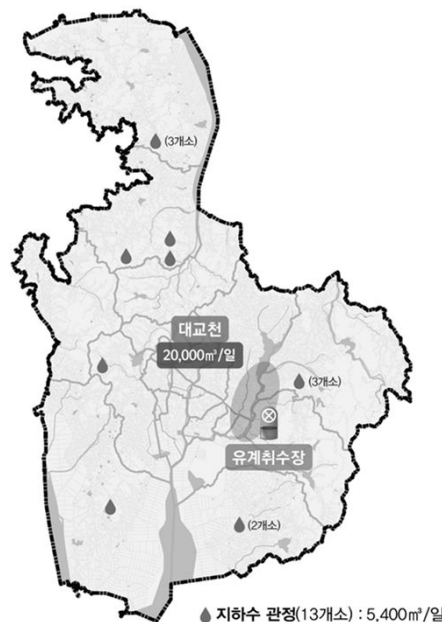 (3개소)
대교천
20,000㎥/일
(3개소)
유계취수장
(2개소)
지하수 관정(13개소) : 5,400㎥/일